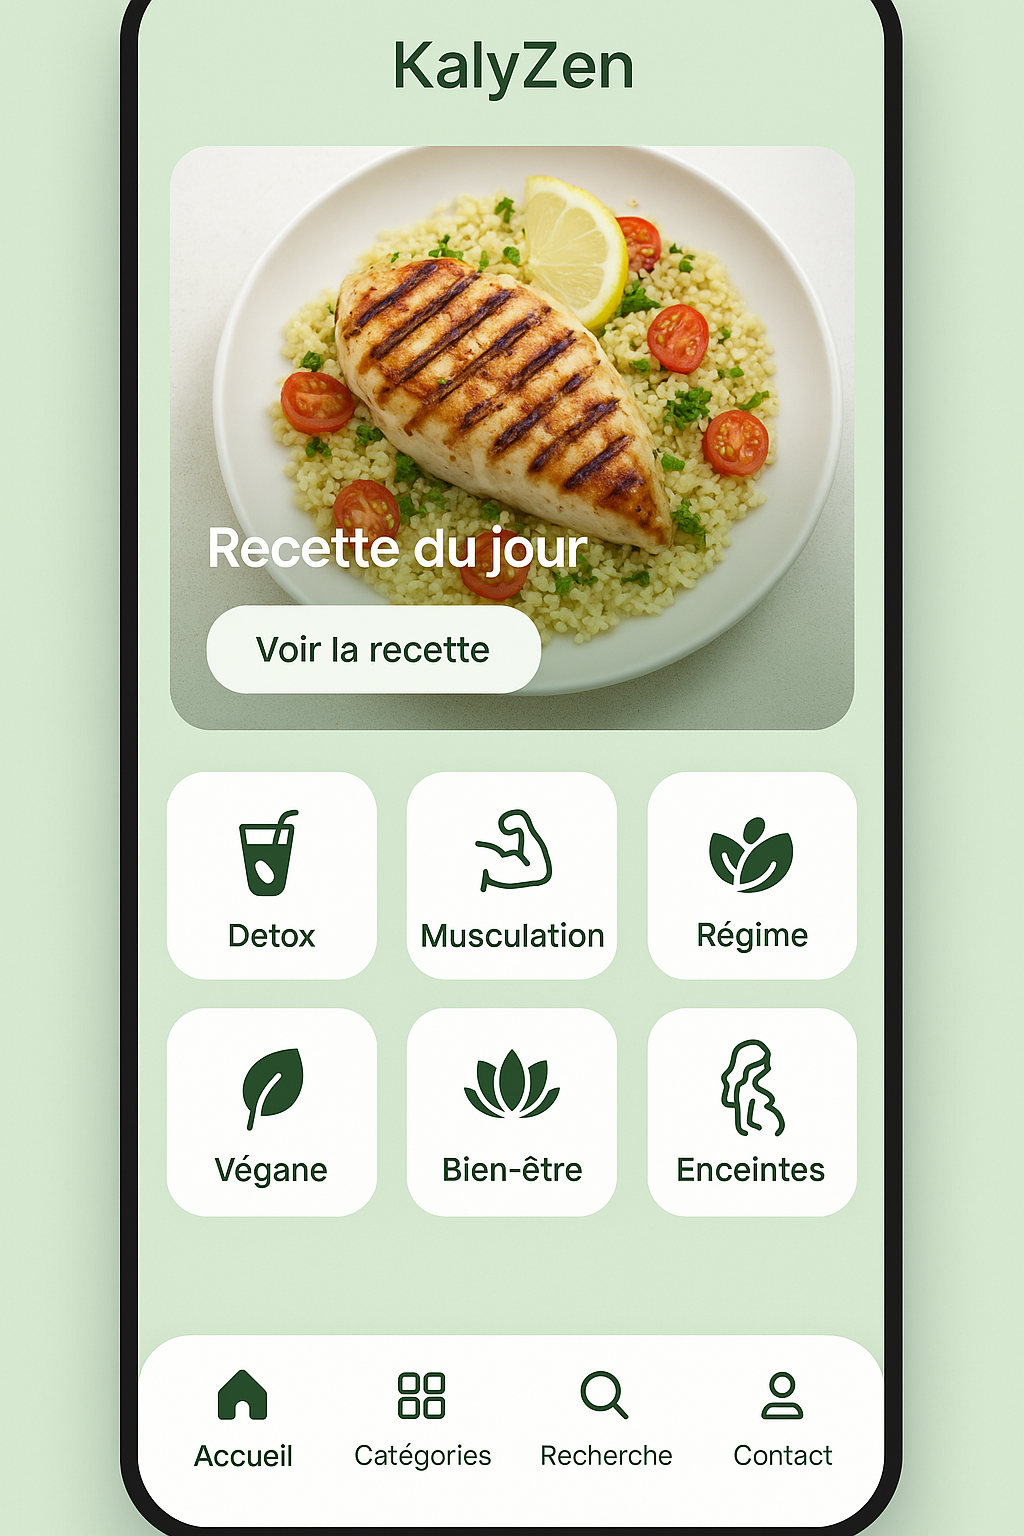 KalyZen
Recette du jour
Voir la recette
Detox
Musculation
Régime
Végane
Bien-être
Enceintes
Accueil
Catégories
Recherche
Contact